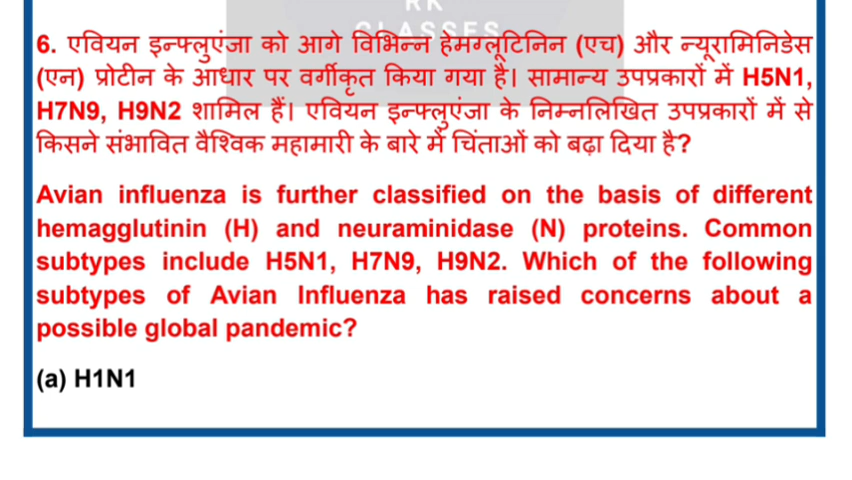 RK
CLASSES
6. एवियन इन्फ्लुएंजा को आगे विभिन्न हेमग्लूटिनिन (एच) और न्यूरामिनिडेस
(एन) प्रोटीन के आधार पर वर्गीकृत किया गया है। सामान्य उपप्रकारों में H5N1,
H7N9, H9N2 शामिल हैं। एवियन इन्फ्लुएंजा के निम्नलिखित उपप्रकारों में से
किसने संभावित वैश्विक महामारी के बारे में चिंताओं को बढ़ा दिया है?
Avian influenza is further classified on the basis of different
hemagglutinin (H) and neuraminidase (N) proteins. Common
subtypes include H5N1, H7N9, H9N2. Which of the following
subtypes of Avian Influenza has raised concerns about a
possible global pandemic?
(a) H1N1